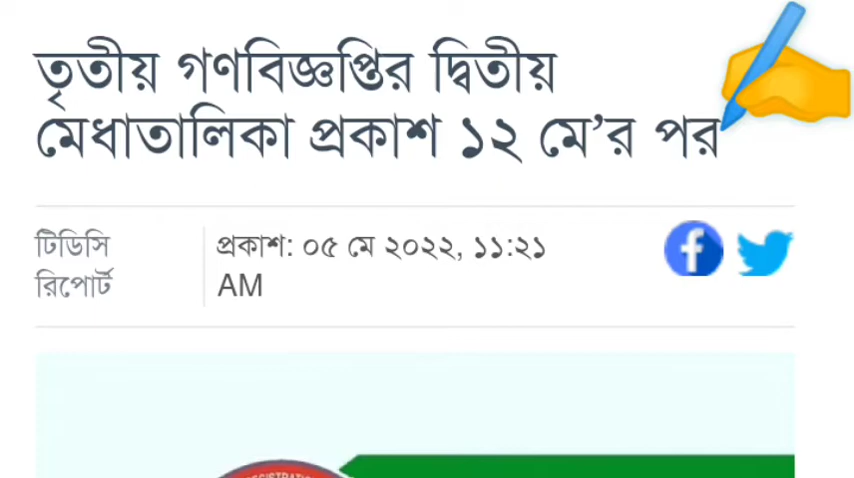 তৃতীয় গণবিজ্ঞপ্তির দ্বিতীয়
মেধাতালিকা প্রকাশ ১২ মে’র পর
টিডিসি
রিপোর্ট
প্রকাশ: ০৫ মে ২০২২, ১১:২১
AM